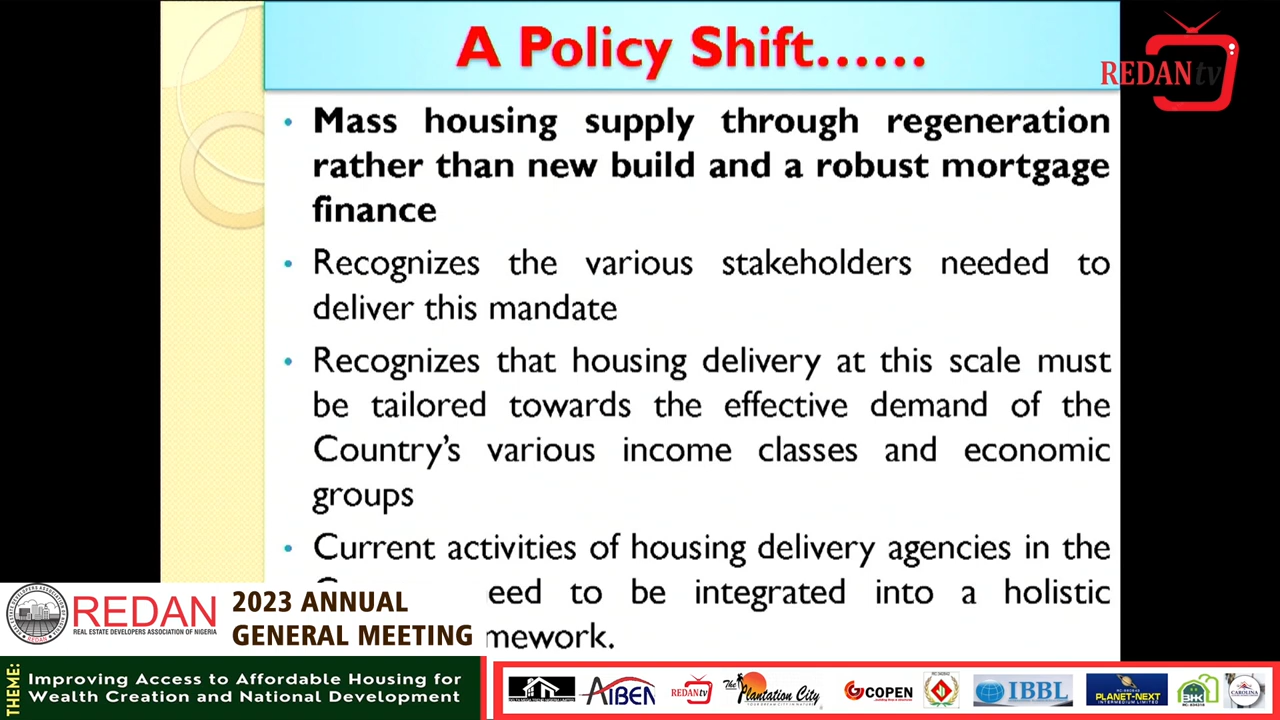 A Policy Shift......
REDANtv
• Mass housing supply through regeneration
rather than new build and a robust mortgage
finance
• Recognizes the various stakeholders needed to
deliver this mandate
• Recognizes that housing delivery at this scale must
be tailored towards the effective demand of the
Country's various income classes and economic
groups
• Current activities of housing delivery agencies in the
eed to be integrated into a holistic
mework.
REDAN
REAL ESTATE DEVELOPERS ASSOCIATION OF NIGERIA
2023 ANNUAL
GENERAL MEETING
THEME:
Improving Access to Affordable Housing for
Wealth Creation and National Development
AIBEN
REDANtv
The Plantation City
COPEN
IBBL
PLANET-NEXT
INTERMEDIUM LIMITED
BHK
CAROLINA